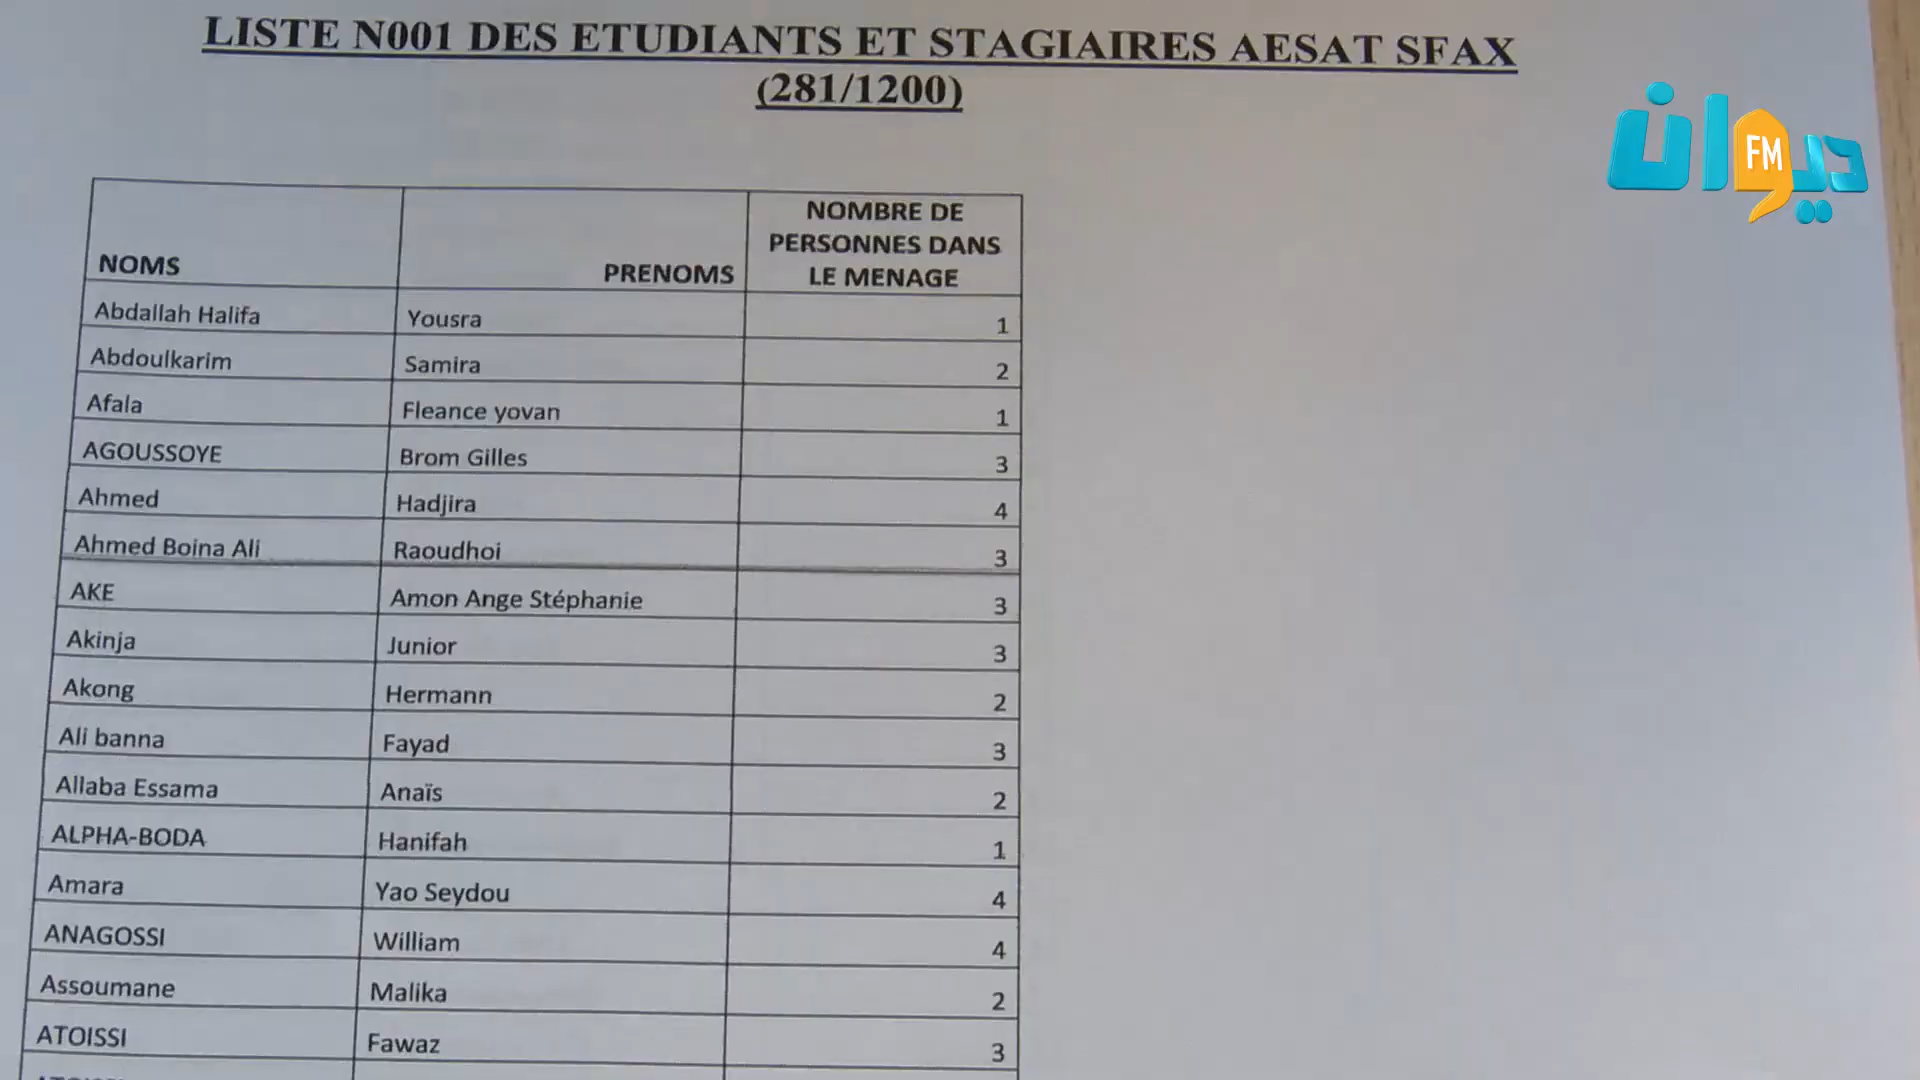 LISTE N001 DES ETUDIANTS ET STAGIAIRES AESAT SFAX
(281/1200)
ديوان FM
NOMS PRENOMS NOMBRE DE PERSONNES DANS LE MENAGE
Abdallah Halifa Yousra 1
Abdoulkarim Samira 2
Afala Fleance yovan 1
AGOUSSOYE Brom Gilles 3
Ahmed Hadjira 4
Ahmed Boina Ali Raoudhoi 3
AKE Amon Ange Stéphanie 3
Akinja Junior 3
Akong Hermann 2
Ali banna Fayad 3
Allaba Essama Anaïs 2
ALPHA-BODA Hanifah 1
Amara Yao Seydou 4
ANAGOSSI William 4
Assoumane Malika 2
ATOISSI Fawaz 3